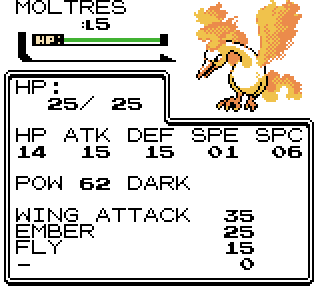 MOLTRES
:L5
HP:
HP:
25/ 25
HP ATK DEF SPE SPC
14 15 15 01 06
POW 62 DARK
WING ATTACK 35
EMBER 25
FLY 15
– 0